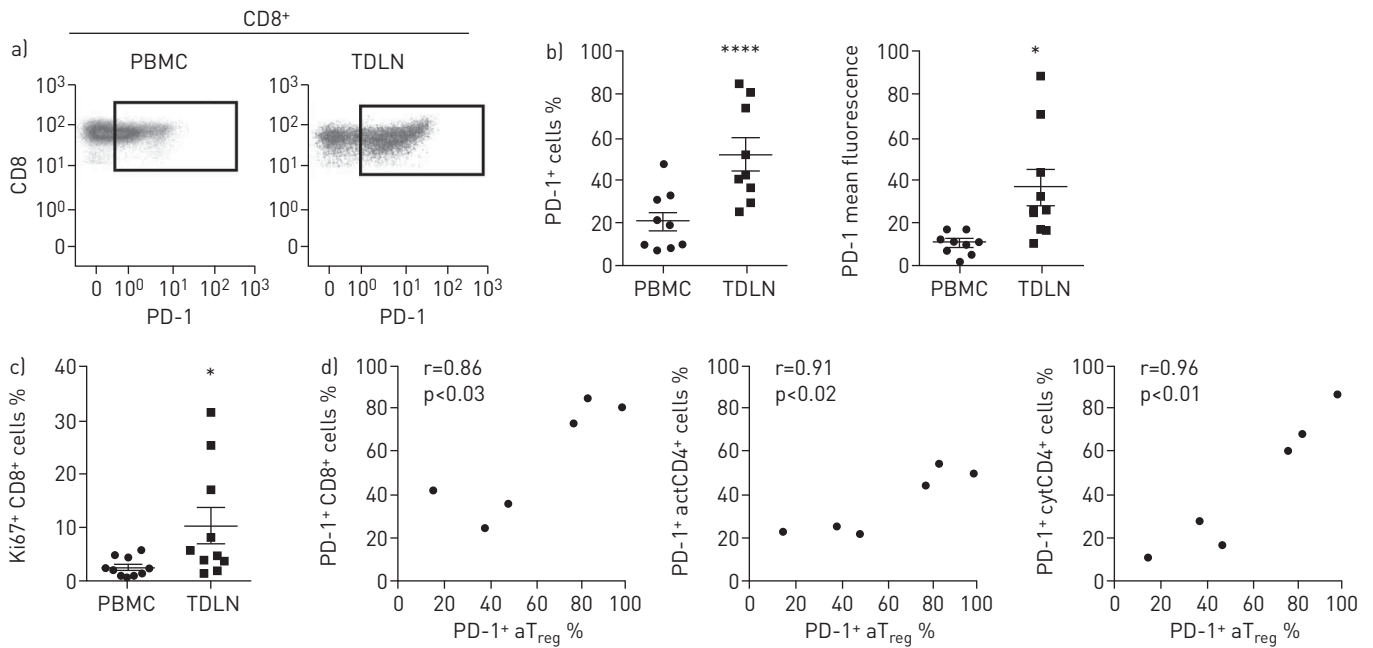 CD8⁺
a)
PBMC
TDLN
CD8
10³
10²
10¹
10⁰
0
0 10⁰ 10¹ 10² 10³
PD-1
10³
10²
10¹
10⁰
0
0 10⁰ 10¹ 10² 10³
PD-1
b)
PD-1⁺ cells %
100
80
60
40
20
0
****
PBMC TDLN
PD-1 mean fluorescence
100
80
60
40
20
0
*
PBMC TDLN
c)
Ki67⁺ CD8⁺ cells %
40
30
20
10
0
*
PBMC TDLN
d)
PD-1⁺ CD8⁺ cells %
100
80
60
40
20
0
r=0.86
p<0.03
0 20 40 60 80 100
PD-1⁺ aTreg %
PD-1⁺ actCD4⁺ cells %
100
80
60
40
20
0
r=0.91
p<0.02
0 20 40 60 80 100
PD-1⁺ aTreg %
PD-1⁺ cytCD4⁺ cells %
100
80
60
40
20
0
r=0.96
p<0.01
0 20 40 60 80 100
PD-1⁺ aTreg %